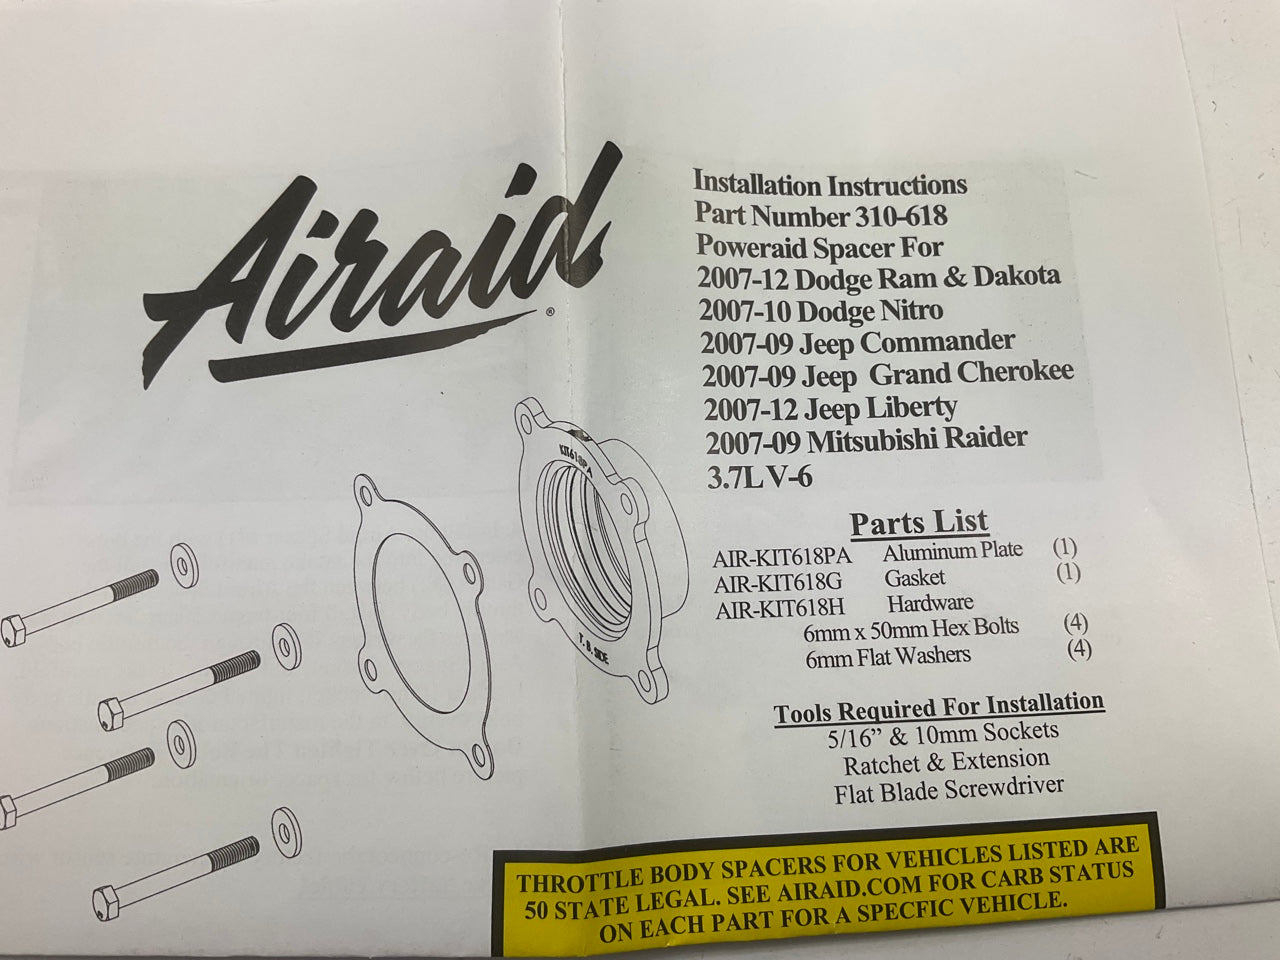 Airaid
®
Installation Instructions
Part Number 310-618
Poweraid Spacer For
2007-12 Dodge Ram & Dakota
2007-10 Dodge Nitro
2007-09 Jeep Commander
2007-09 Jeep Grand Cherokee
2007-12 Jeep Liberty
2007-09 Mitsubishi Raider
3.7L V-6
KIT618PA
T. B. SIDE
Parts List
AIR-KIT618PA Aluminum Plate (1)
AIR-KIT618G Gasket (1)
AIR-KIT618H Hardware
6mm x 50mm Hex Bolts (4)
6mm Flat Washers (4)
Tools Required For Installation
5/16” & 10mm Sockets
Ratchet & Extension
Flat Blade Screwdriver
THROTTLE BODY SPACERS FOR VEHICLES LISTED ARE
50 STATE LEGAL. SEE AIRAID.COM FOR CARB STATUS
ON EACH PART FOR A SPECFIC VEHICLE.